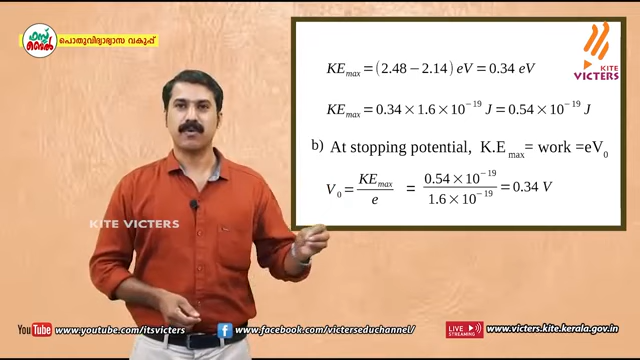 ഫസ്റ്റ് ബെൽ
പൊതുവിദ്യാഭ്യാസ വകുപ്പ്
KITE
VICTERS
KE_max = (2.48 − 2.14) eV = 0.34 eV
KE_max = 0.34 × 1.6 × 10^−19 J = 0.54 × 10^−19 J
b) At stopping potential, K.E_max = work = eV_0
V_0 = KE_max / e = 0.54 × 10^−19 / 1.6 × 10^−19 = 0.34 V
KITE VICTERS
YouTube www.youtube.com/itsvicters
f www.facebook.com/victerseduchannel/
LIVE STREAMING www.victers.kite.kerala.gov.in